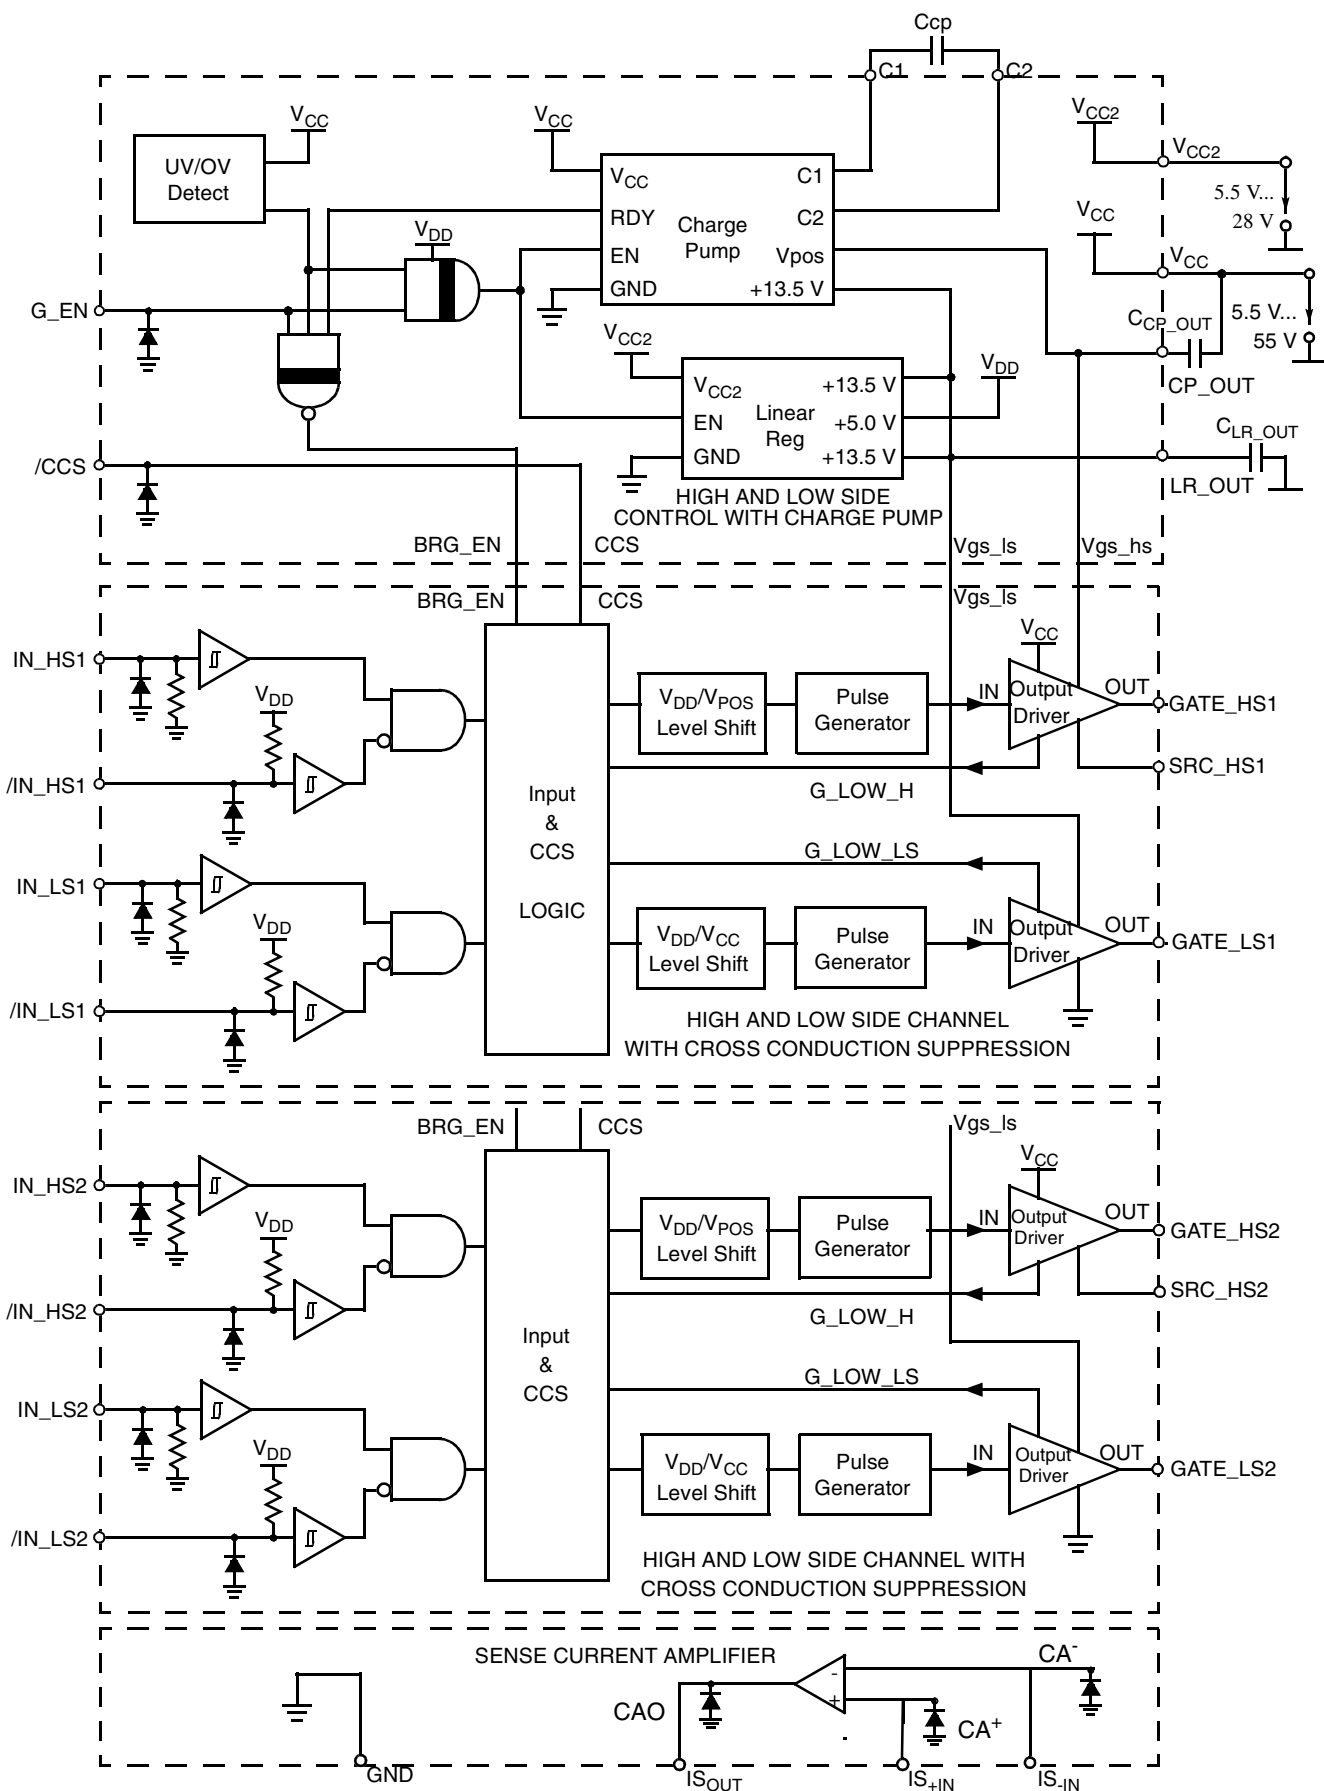 Ccp
C1
C2
VCC
VCC
VCC2
VCC2
UV/OV
Detect
VCC
C1
RDY
C2
Charge
Pump
EN
Vpos
GND
+13.5 V
5.5 V...
28 V
VCC
VCC
VDD
G_EN
CCP_OUT
5.5 V...
55 V
CP_OUT
VCC2
VDD
VCC2
+13.5 V
EN
Linear
Reg
+5.0 V
GND
+13.5 V
CLR_OUT
LR_OUT
/CCS
HIGH AND LOW SIDE
CONTROL WITH CHARGE PUMP
BRG_EN
CCS
Vgs_ls
Vgs_hs
BRG_EN
CCS
Vgs_ls
IN_HS1
VDD
/IN_HS1
IN_LS1
VDD
/IN_LS1
Input
&
CCS
LOGIC
VDD/VPOS
Level Shift
Pulse
Generator
IN
VCC
Output
Driver
OUT
GATE_HS1
SRC_HS1
G_LOW_H
G_LOW_LS
VDD/VCC
Level Shift
Pulse
Generator
IN
Output
Driver
OUT
GATE_LS1
HIGH AND LOW SIDE CHANNEL
WITH CROSS CONDUCTION SUPPRESSION
BRG_EN
CCS
Vgs_ls
IN_HS2
VDD
/IN_HS2
IN_LS2
VDD
/IN_LS2
Input
&
CCS
VDD/VPOS
Level Shift
Pulse
Generator
IN
VCC
Output
Driver
OUT
GATE_HS2
SRC_HS2
G_LOW_H
G_LOW_LS
VDD/VCC
Level Shift
Pulse
Generator
IN
Output
Driver
OUT
GATE_LS2
HIGH AND LOW SIDE CHANNEL WITH
CROSS CONDUCTION SUPPRESSION
SENSE CURRENT AMPLIFIER
CA-
-
+
CAO
CA+
GND
ISOUT
IS+IN
IS-IN